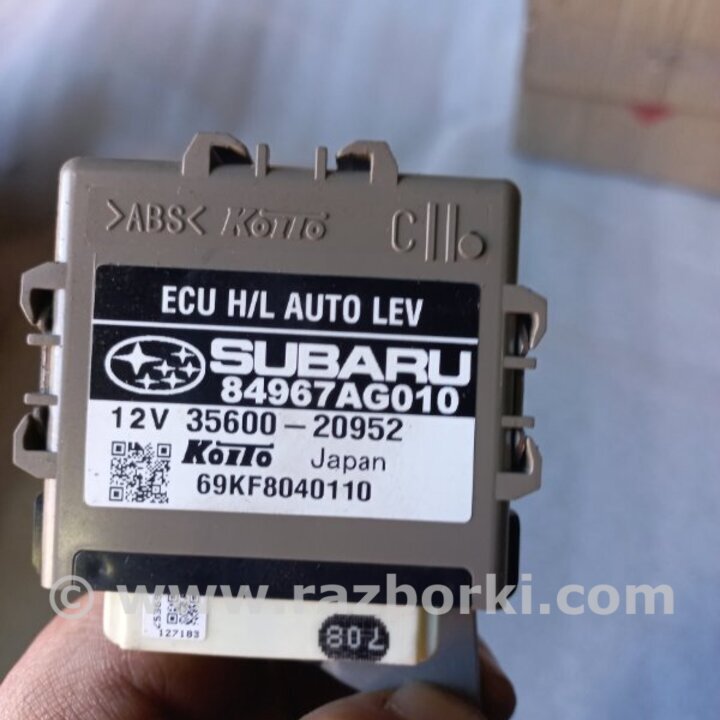 >ABS< KOITO C
ECU H/L AUTO LEV
SUBARU
84967AG010
12V 35600-20952
KOITO Japan
69KF8040110
© www.razborki.com
127183
708